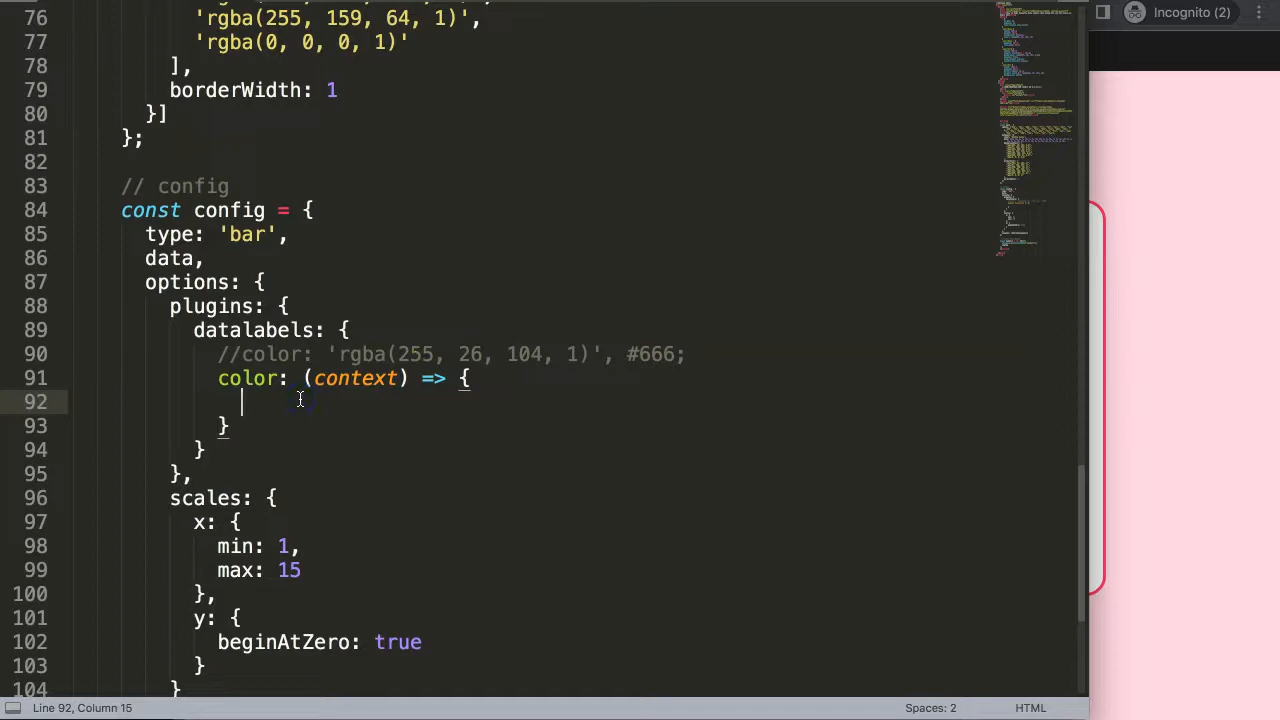 76 'rgba(255, 159, 64, 1)',
77 'rgba(0, 0, 0, 1)'
78 ],
79 borderWidth: 1
80 }]
81 };
82
83 // config
84 const config = {
85 type: 'bar',
86 data,
87 options: {
88 plugins: {
89 datalabels: {
90 //color: 'rgba(255, 26, 104, 1)', #666;
91 color: (context) => {
92
93 }
94 }
95 },
96 scales: {
97 x: {
98 min: 1,
99 max: 15
100 },
101 y: {
102 beginAtZero: true
103 }
104 }
Line 92, Column 15
Spaces: 2
HTML
Incognito (2)